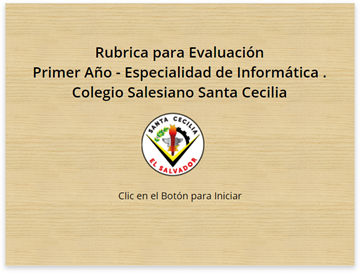 Rubrica para Evaluación
Primer Año - Especialidad de Informática .
Colegio Salesiano Santa Cecilia
SANTA CECILIA
EL SALVADOR
Clic en el Botón para Iniciar